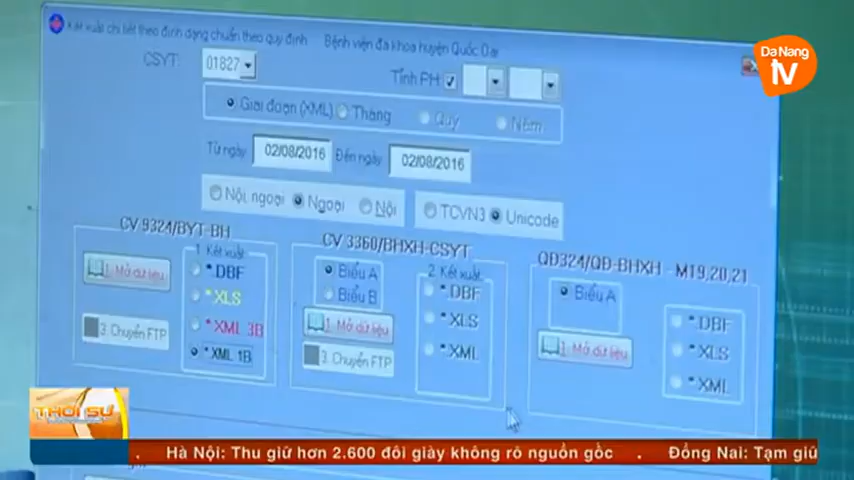 Kết xuất chi tiết theo định dạng chuẩn theo quy định Bệnh viện đa khoa huyện Quốc Oai
CSYT: 01827 Tỉnh PH
Giai đoạn (XML) Tháng Quý Năm
Từ ngày 02/08/2016 Đến ngày 02/08/2016
Nội, ngoại Ngoại Nội TCVN3 Unicode
CV 9324/BYT-BH
1. Mở dữ liệu
3. Chuyển FTP
1. Kết xuất
*.DBF
*.XLS
*.XML 3B
*.XML 1B
CV 3360/BHXH-CSYT
Biểu A
Biểu B
1. Mở dữ liệu
3. Chuyển FTP
2. Kết xuất
*.DBF
*.XLS
*.XML
QĐ324/QĐ-BHXH - M19,20,21
Biểu A
1. Mở dữ liệu
*.DBF
*.XLS
*.XML
DaNang
tv
THỜI SỰ
. Hà Nội: Thu giữ hơn 2.600 đôi giày không rõ nguồn gốc . Đồng Nai: Tạm giữ